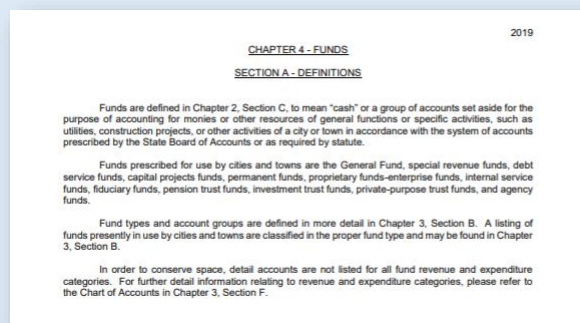 2019
CHAPTER 4 - FUNDS
SECTION A - DEFINITIONS
Funds are defined in Chapter 2, Section C, to mean "cash" or a group of accounts set aside for the
purpose of accounting for monies or other resources of general functions or specific activities, such as
utilities, construction projects, or other activities of a city or town in accordance with the system of accounts
prescribed by the State Board of Accounts or as required by statute.
Funds prescribed for use by cities and towns are the General Fund, special revenue funds, debt
service funds, capital projects funds, permanent funds, proprietary funds-enterprise funds, internal service
funds, fiduciary funds, pension trust funds, investment trust funds, private-purpose trust funds, and agency
funds.
Fund types and account groups are defined in more detail in Chapter 3, Section B. A listing of
funds presently in use by cities and towns are classified in the proper fund type and may be found in Chapter
3, Section B.
In order to conserve space, detail accounts are not listed for all fund revenue and expenditure
categories. For further detail information relating to revenue and expenditure categories, please refer to
the Chart of Accounts in Chapter 3, Section F.